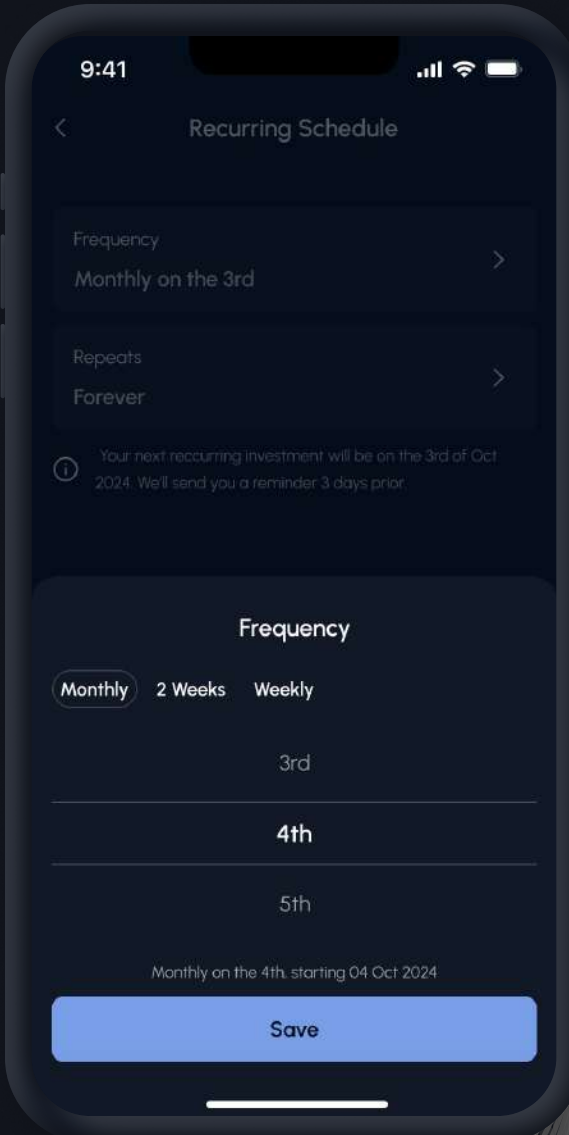 9:41
Recurring Schedule
Frequency
Monthly on the 3rd
Repeats
Forever
Your next reccurring investment will be on the 3rd of Oct
2024. We'll send you a reminder 3 days prior.
Frequency
Monthly 2 Weeks Weekly
3rd
4th
5th
Monthly on the 4th, starting 04 Oct 2024
Save